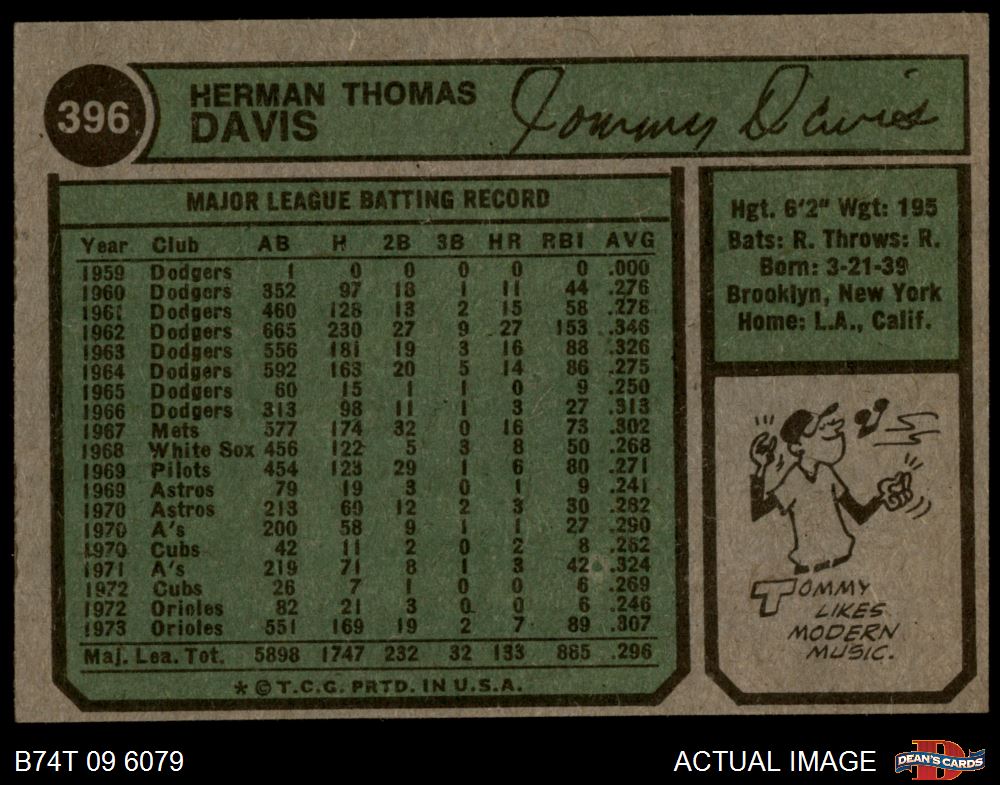 396
HERMAN THOMAS
DAVIS
Tommy Davis
MAJOR LEAGUE BATTING RECORD
Year Club AB H 2B 3B HR RBI AVG
1959 Dodgers 1 0 0 0 0 0 .000
1960 Dodgers 352 97 18 1 11 44 .276
1961 Dodgers 460 128 13 2 15 58 .278
1962 Dodgers 665 230 27 9 27 153 .346
1963 Dodgers 556 181 19 3 16 88 .326
1964 Dodgers 592 163 20 5 14 86 .275
1965 Dodgers 60 15 1 1 0 9 .250
1966 Dodgers 313 98 11 1 3 27 .313
1967 Mets 577 174 32 0 16 73 .302
1968 White Sox 456 122 5 3 8 50 .268
1969 Pilots 454 123 29 1 6 80 .271
1969 Astros 79 19 3 0 1 9 .241
1970 Astros 213 60 12 2 3 30 .282
1970 A's 200 58 9 1 1 27 .290
1970 Cubs 42 11 2 0 2 8 .262
1971 A's 219 71 8 1 3 42 .324
1972 Cubs 26 7 1 0 0 6 .269
1972 Orioles 82 21 3 0 0 6 .246
1973 Orioles 551 169 19 2 7 89 .307
Maj. Lea. Tot. 5898 1747 232 32 133 885 .296
* © T.C.G. PRTD. IN U.S.A.
Hgt. 6'2" Wgt: 195
Bats: R. Throws: R.
Born: 3-21-39
Brooklyn, New York
Home: L.A., Calif.
TOMMY
LIKES
MODERN
MUSIC.
B74T 09 6079
ACTUAL IMAGE
DEAN'S CARDS